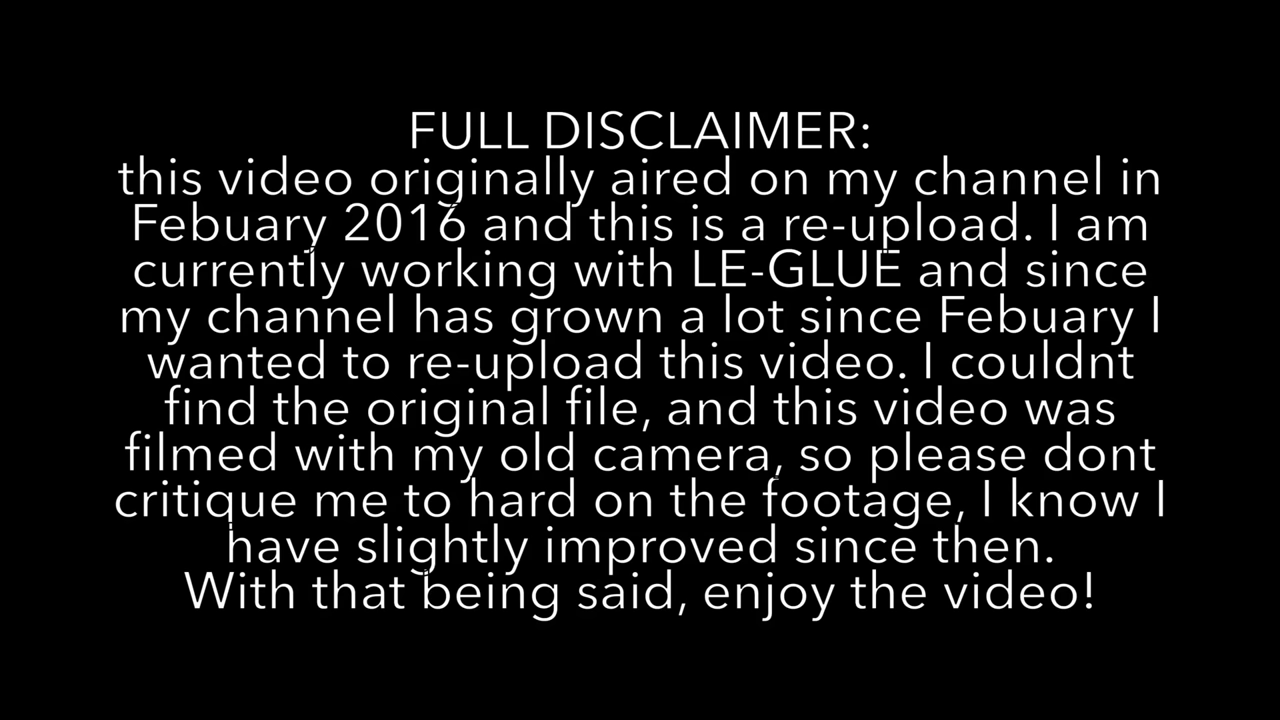 FULL DISCLAIMER:
this video originally aired on my channel in
Febuary 2016 and this is a re-upload. I am
currently working with LE-GLUE and since
my channel has grown a lot since Febuary I
wanted to re-upload this video. I couldnt
find the original file, and this video was
filmed with my old camera, so please dont
critique me to hard on the footage, I know I
have slightly improved since then.
With that being said, enjoy the video!